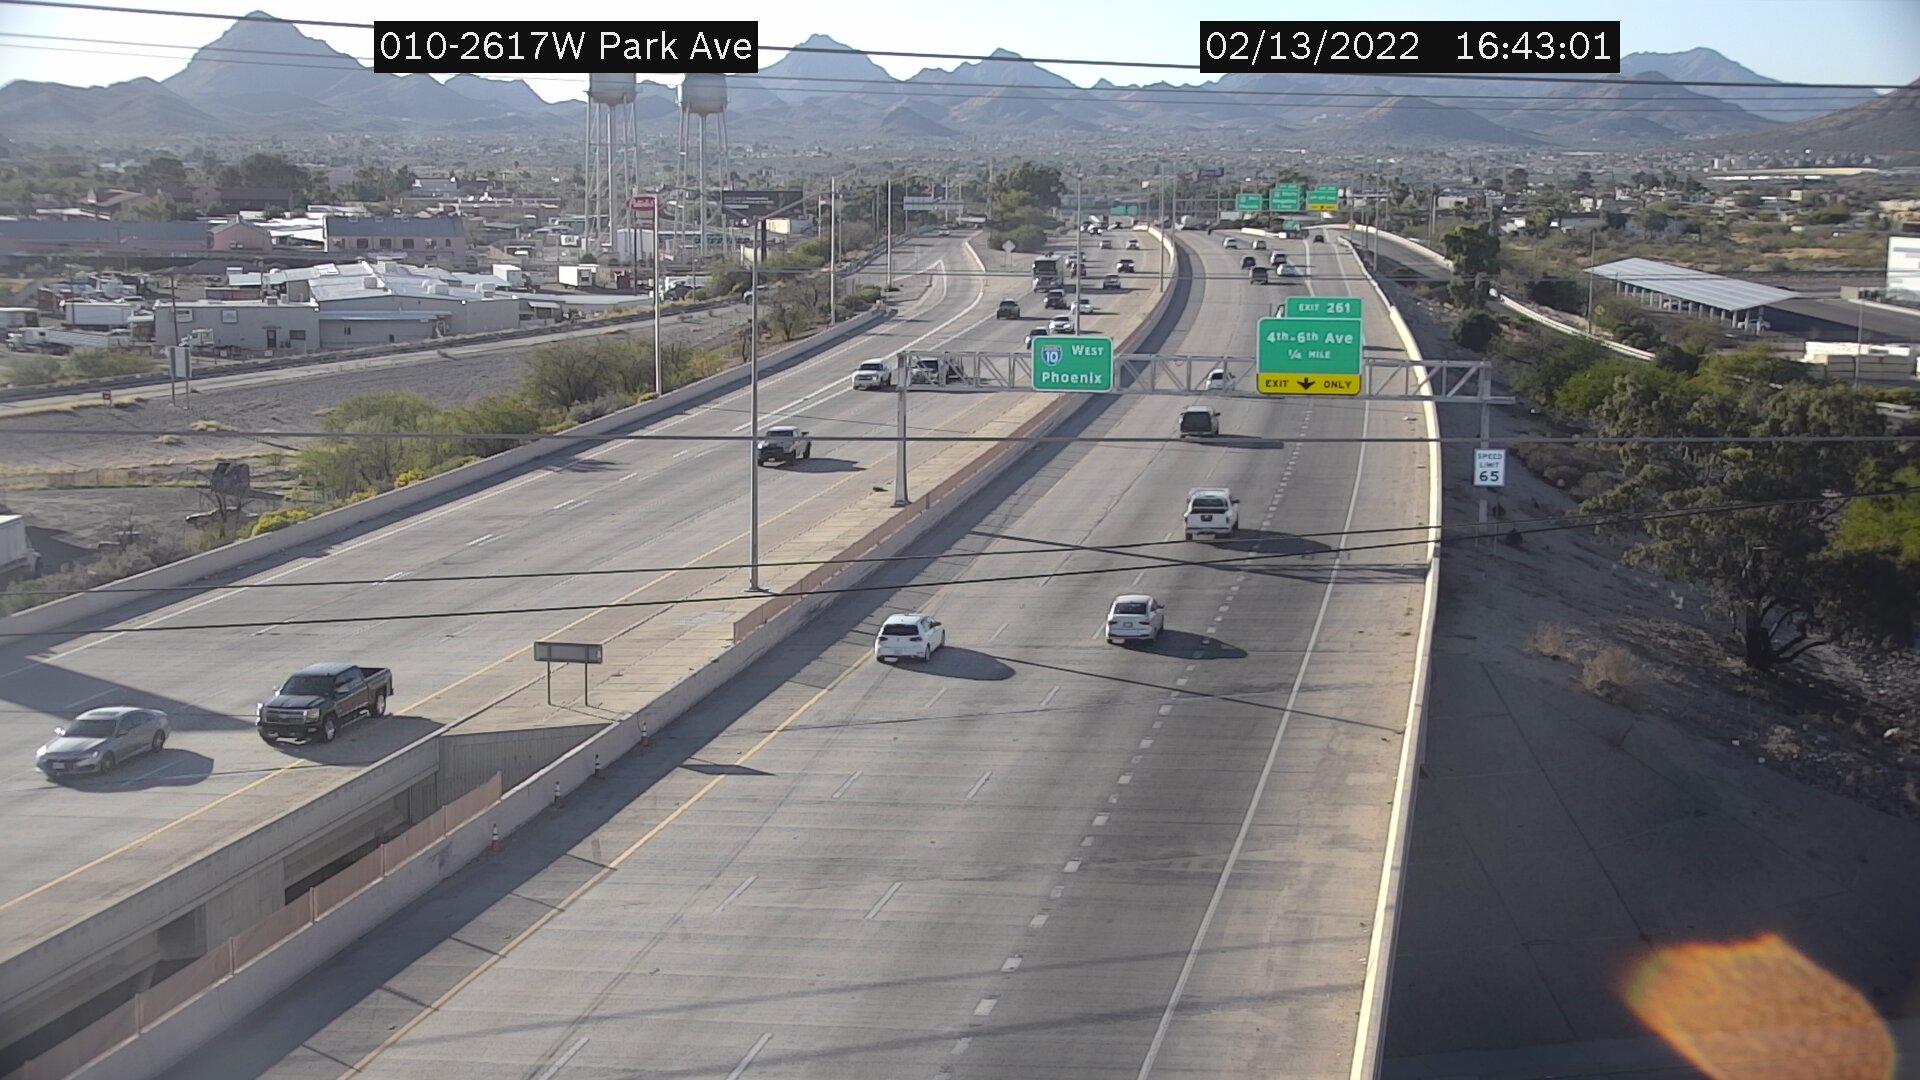 010-2617W Park Ave
02/13/2022 16:43:01
EXIT 261
4th-6th Ave
1/4 MILE
EXIT ONLY
10
WEST
Phoenix
SPEED
LIMIT
65